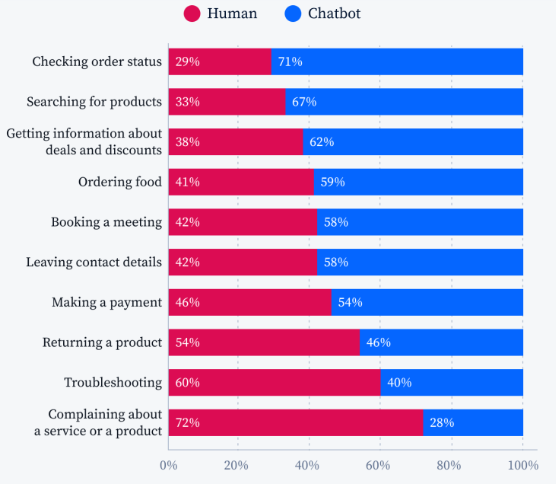 Human Chatbot
Checking order status 29% 71%
Searching for products 33% 67%
Getting information about
deals and discounts 38% 62%
Ordering food 41% 59%
Booking a meeting 42% 58%
Leaving contact details 42% 58%
Making a payment 46% 54%
Returning a product 54% 46%
Troubleshooting 60% 40%
Complaining about
a service or a product 72% 28%
0% 20% 40% 60% 80% 100%